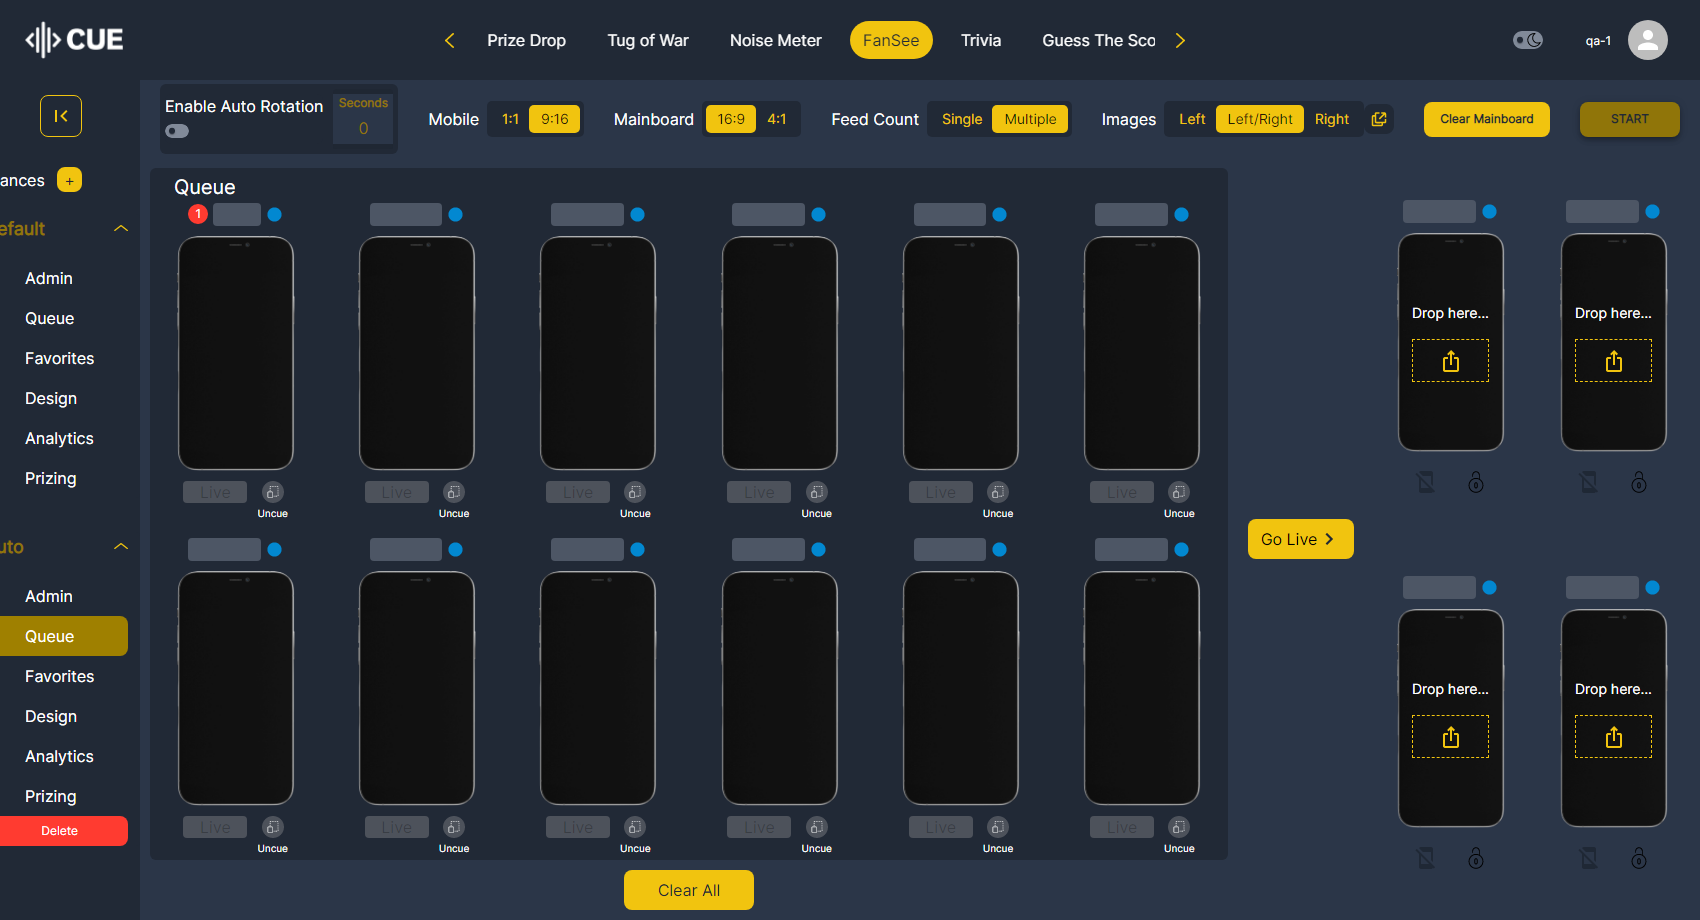 CUE
Prize Drop Tug of War Noise Meter FanSee Trivia Guess The Sco
qa-1
Enable Auto Rotation
Seconds
0
Mobile 1:1 9:16
Mainboard 16:9 4:1
Feed Count Single Multiple
Images Left Left/Right Right
Clear Mainboard
START
ances +
efault
Admin
Queue
Favorites
Design
Analytics
Prizing
uto
Admin
Queue
Favorites
Design
Analytics
Prizing
Delete
Queue
1
Live Live Live Live Live Live
Uncue Uncue Uncue Uncue Uncue Uncue
Live Live Live Live Live Live
Uncue Uncue Uncue Uncue Uncue Uncue
Clear All
Go Live
Drop here... Drop here...
Drop here... Drop here...